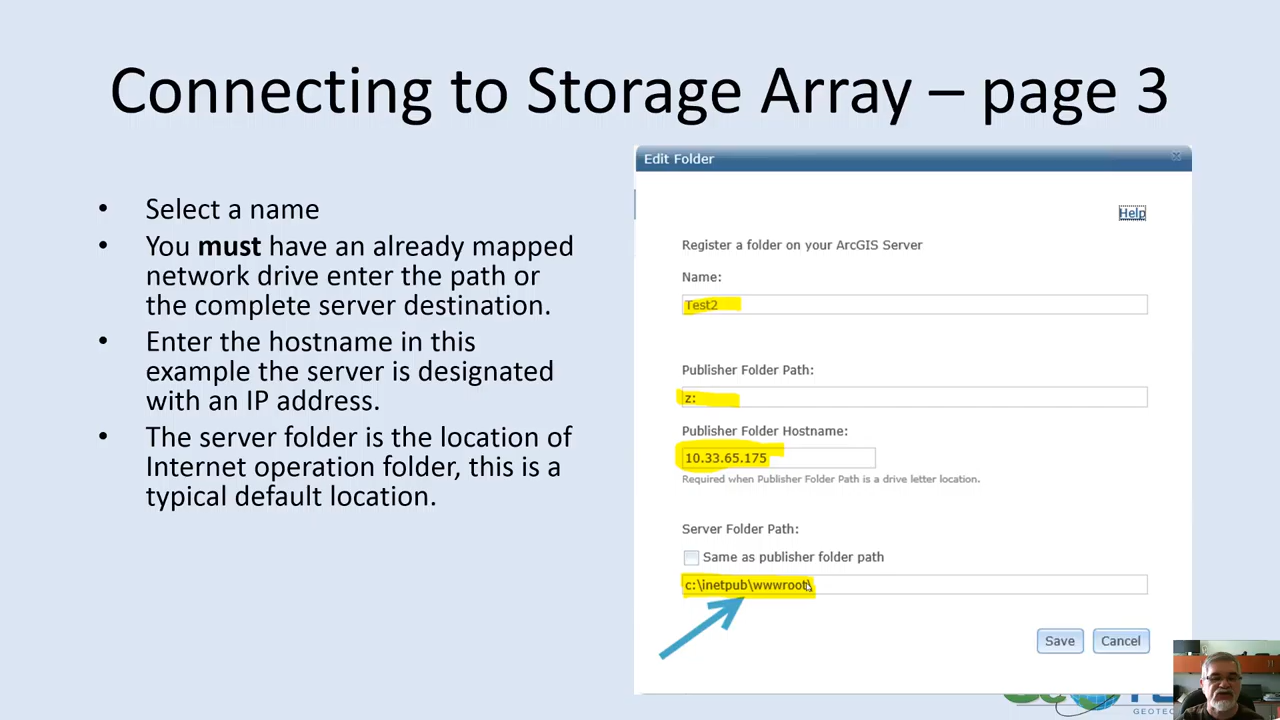 Connecting to Storage Array – page 3
• Select a name
• You must have an already mapped
network drive enter the path or
the complete server destination.
• Enter the hostname in this
example the server is designated
with an IP address.
• The server folder is the location of
Internet operation folder, this is a
typical default location.
Edit Folder
Help
Register a folder on your ArcGIS Server
Name:
Test2
Publisher Folder Path:
z:
Publisher Folder Hostname:
10.33.65.175
Required when Publisher Folder Path is a drive letter location.
Server Folder Path:
Same as publisher folder path
c:\inetpub\wwwroot\
Save Cancel